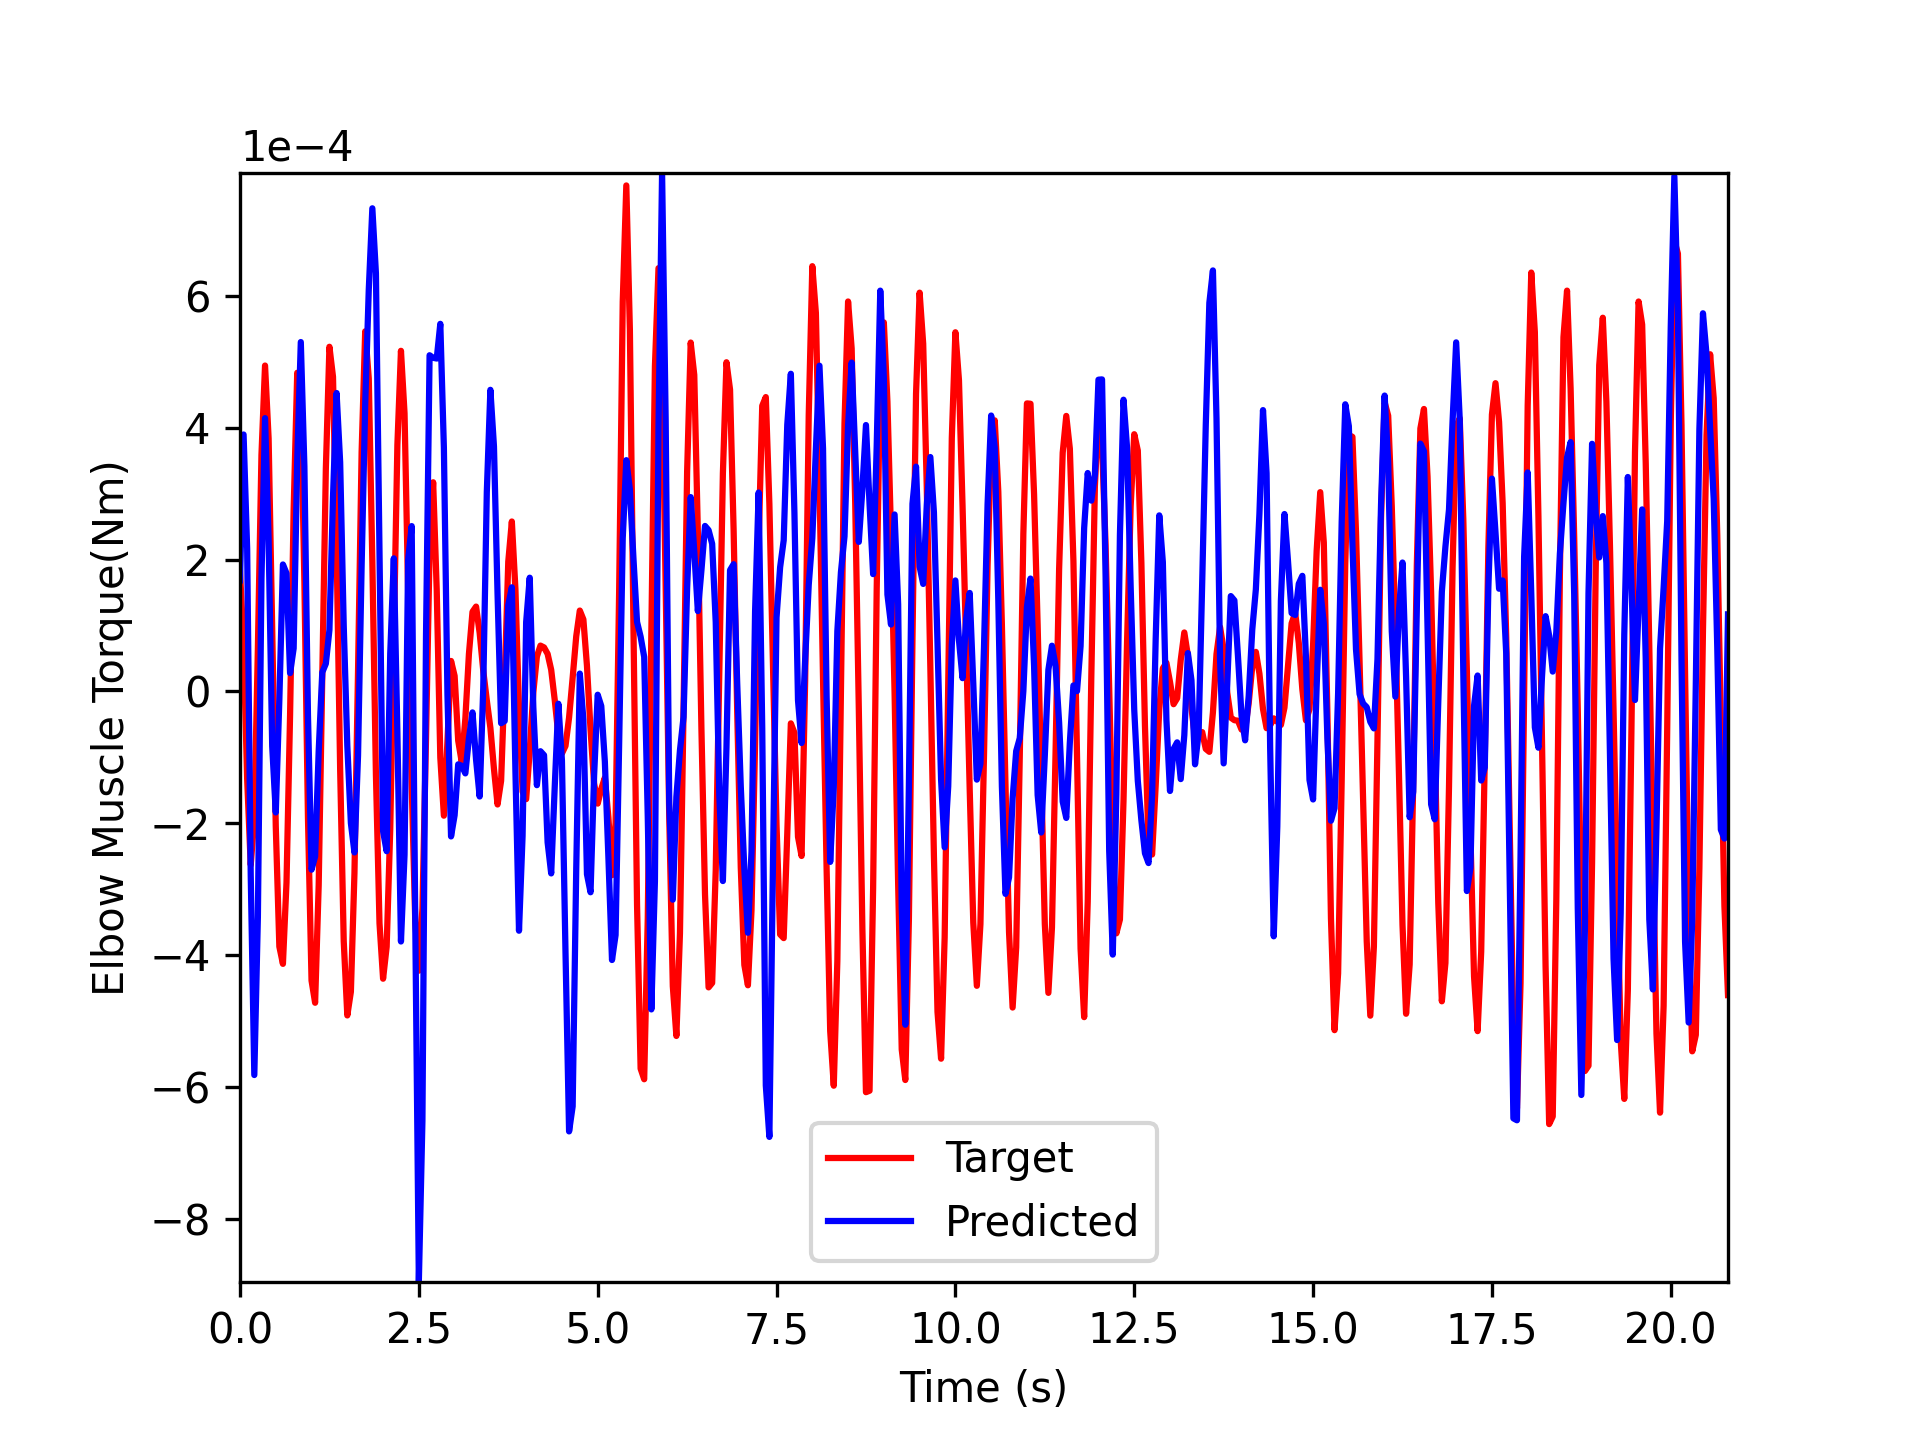 1e−4
6
4
2
0
−2
−4
−6
−8
Elbow Muscle Torque(Nm)
Target
Predicted
0.0 2.5 5.0 7.5 10.0 12.5 15.0 17.5 20.0
Time (s)